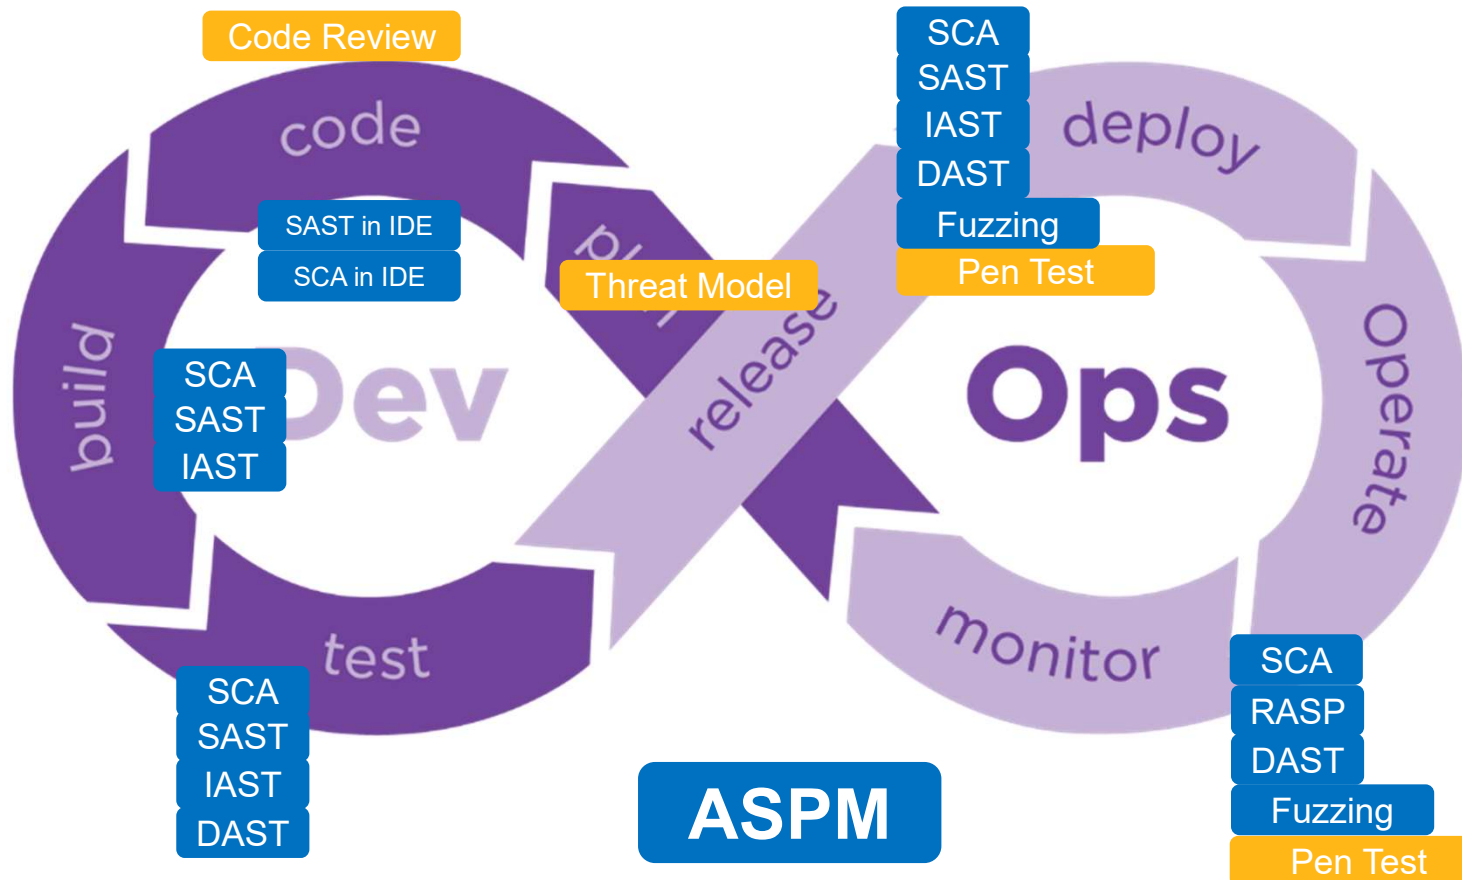 Code Review
code
SAST in IDE
SCA in IDE
Threat Model
build
SCA
SAST
IAST
Dev
test
SCA
SAST
IAST
DAST
release
SCA
SAST
IAST
DAST
Fuzzing
Pen Test
deploy
Ops
Operate
monitor
SCA
RASP
DAST
Fuzzing
Pen Test
ASPM